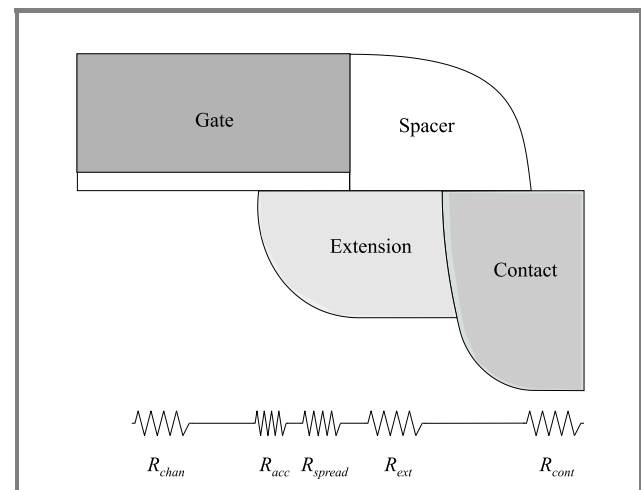 Gate
Spacer
Extension
Contact
R_chan R_acc R_spread R_ext R_cont